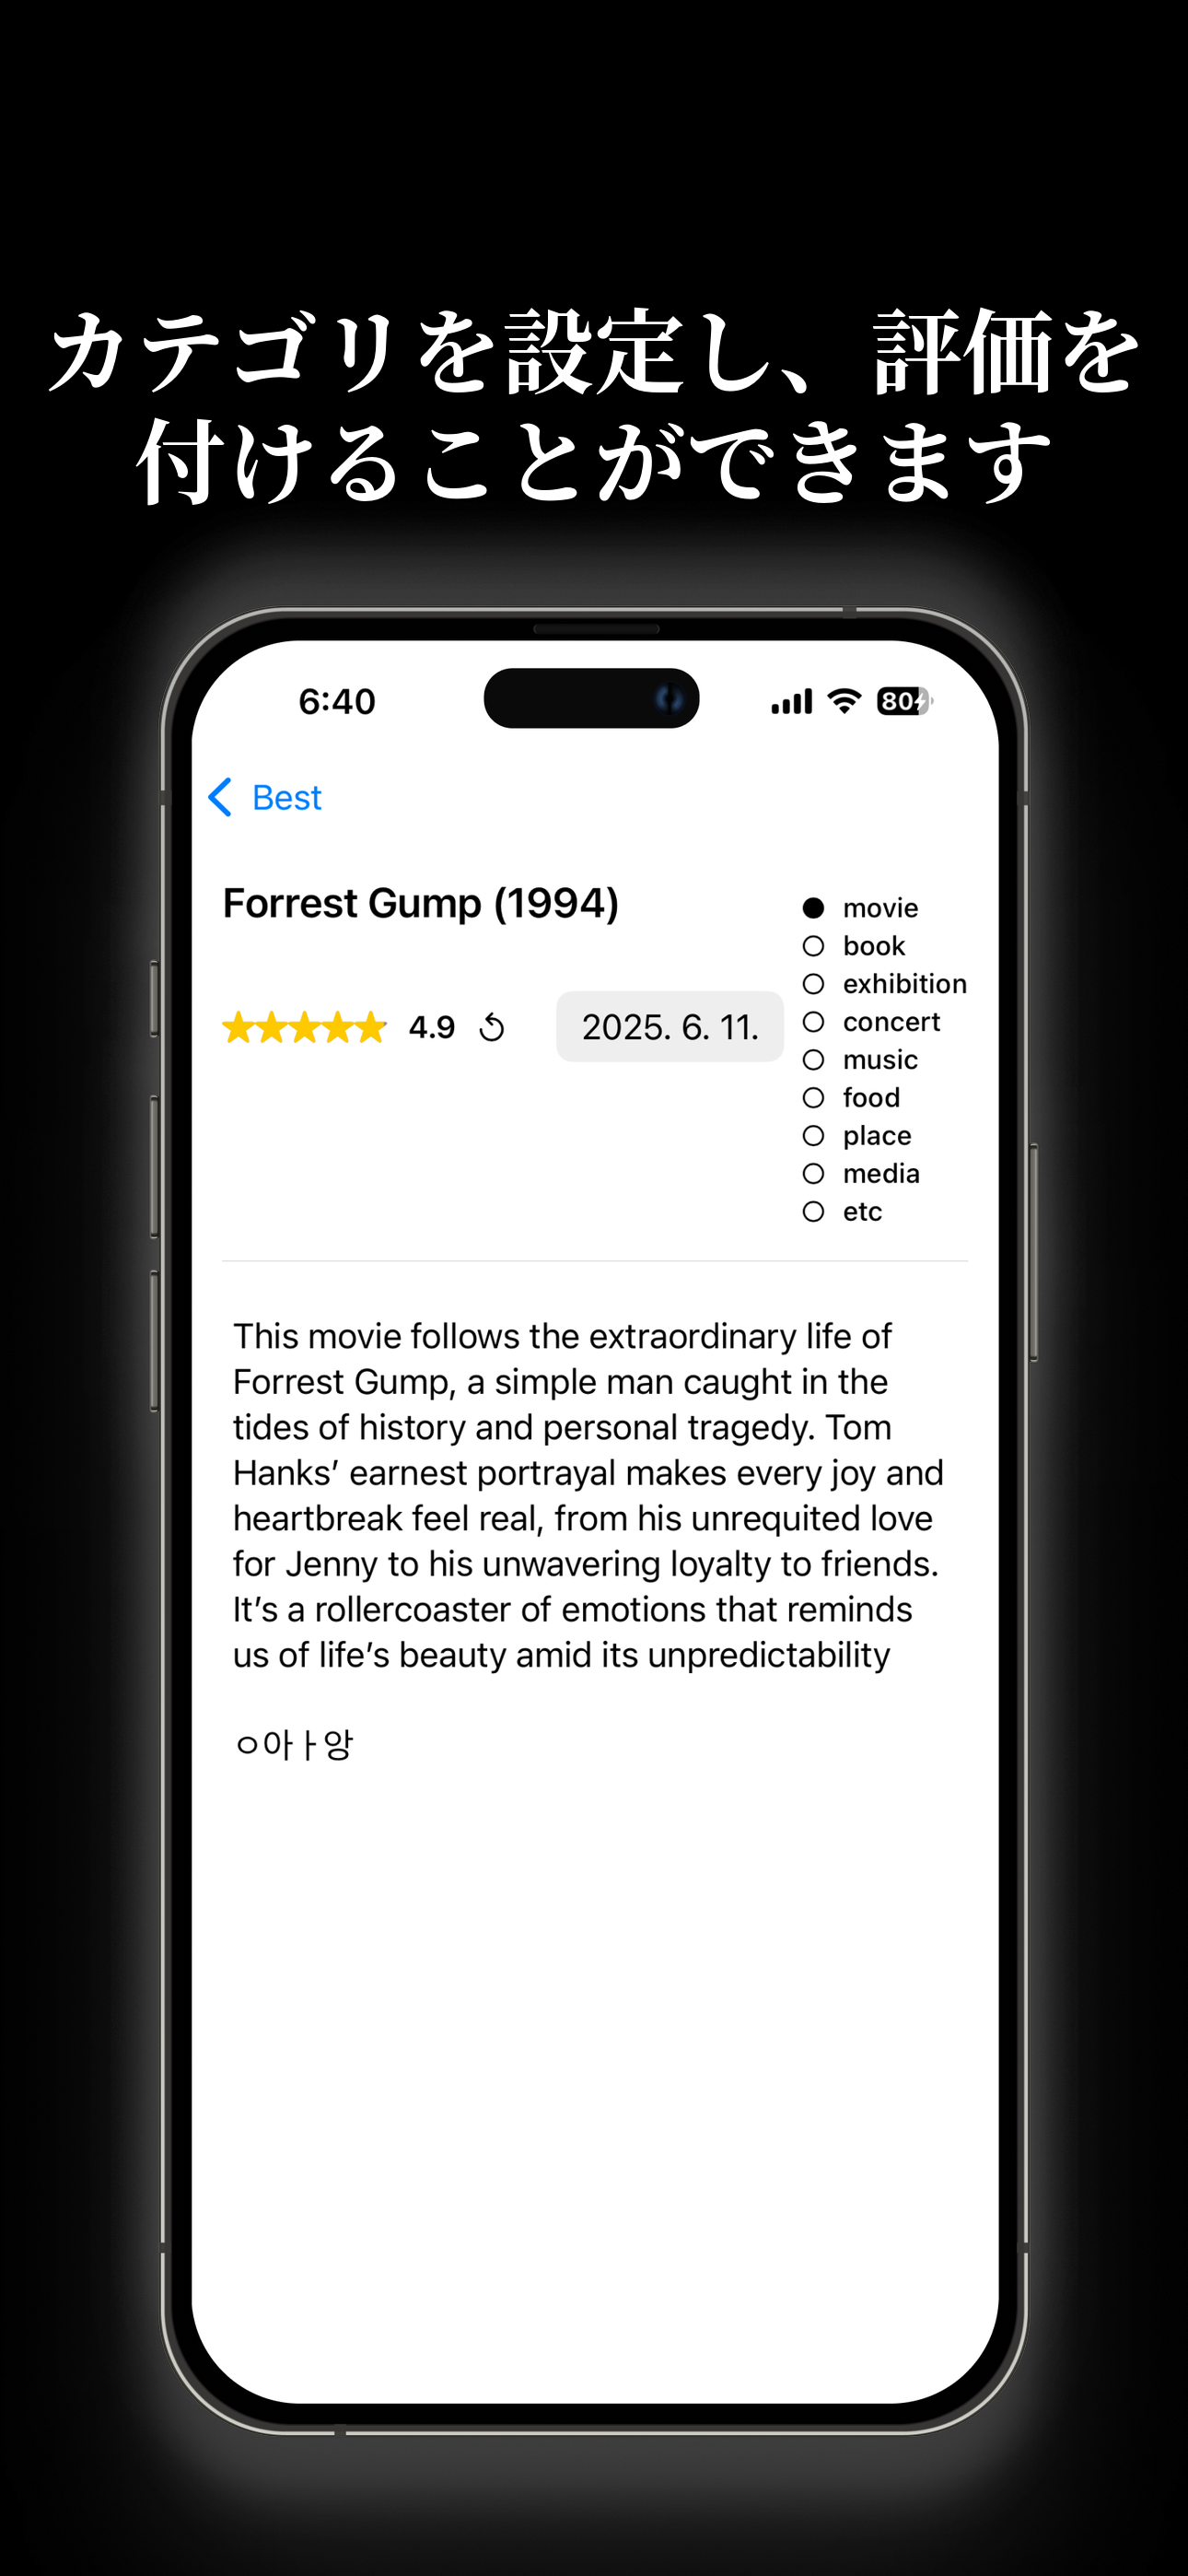 カテゴリを設定し、評価を
付けることができます
6:40
80
Best
Forrest Gump (1994)
4.9
2025. 6. 11.
movie
book
exhibition
concert
music
food
place
media
etc
This movie follows the extraordinary life of
Forrest Gump, a simple man caught in the
tides of history and personal tragedy. Tom
Hanks’ earnest portrayal makes every joy and
heartbreak feel real, from his unrequited love
for Jenny to his unwavering loyalty to friends.
It’s a rollercoaster of emotions that reminds
us of life’s beauty amid its unpredictability
ㅇ아ㅏ앙